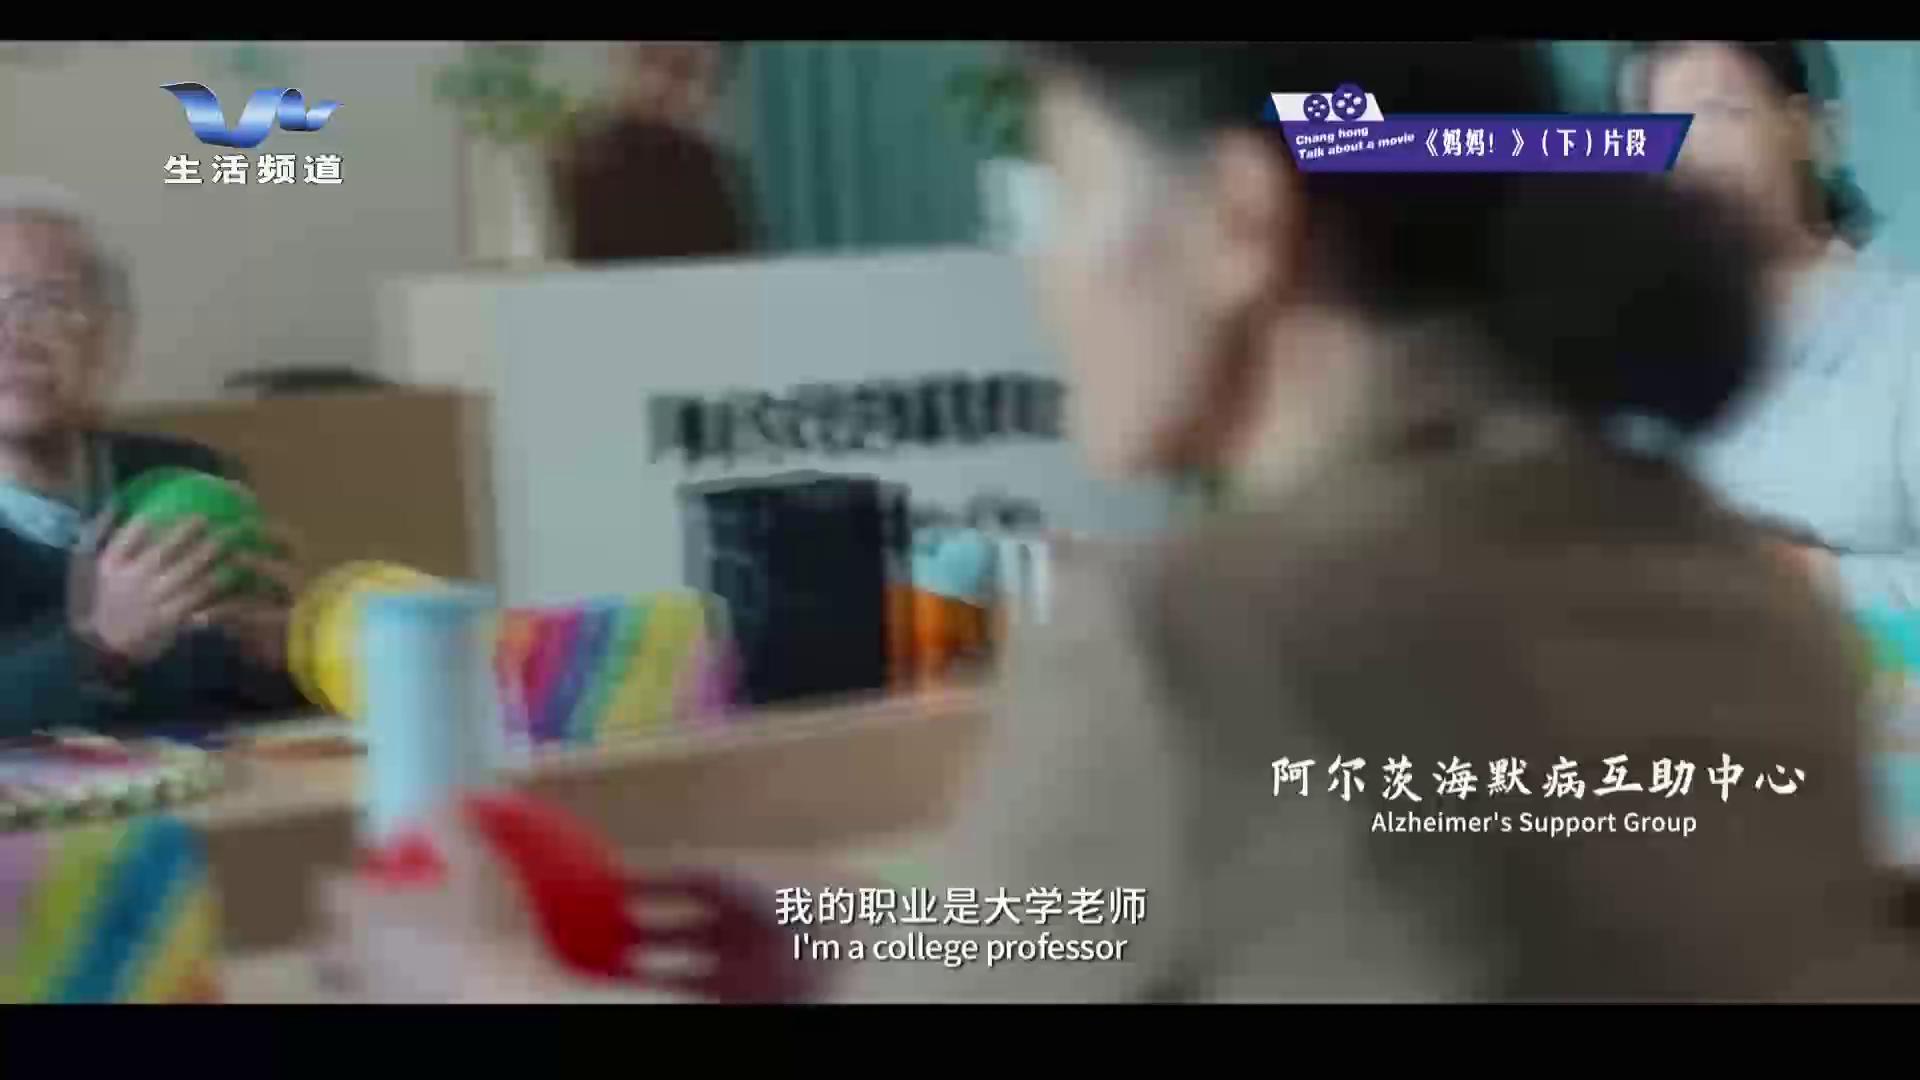 生活频道
Chang hong
Talk about a movie
《妈妈!》(下)片段
阿尔茨海默病互助中心
Alzheimer's Support Group
我的职业是大学老师
I'm a college professor